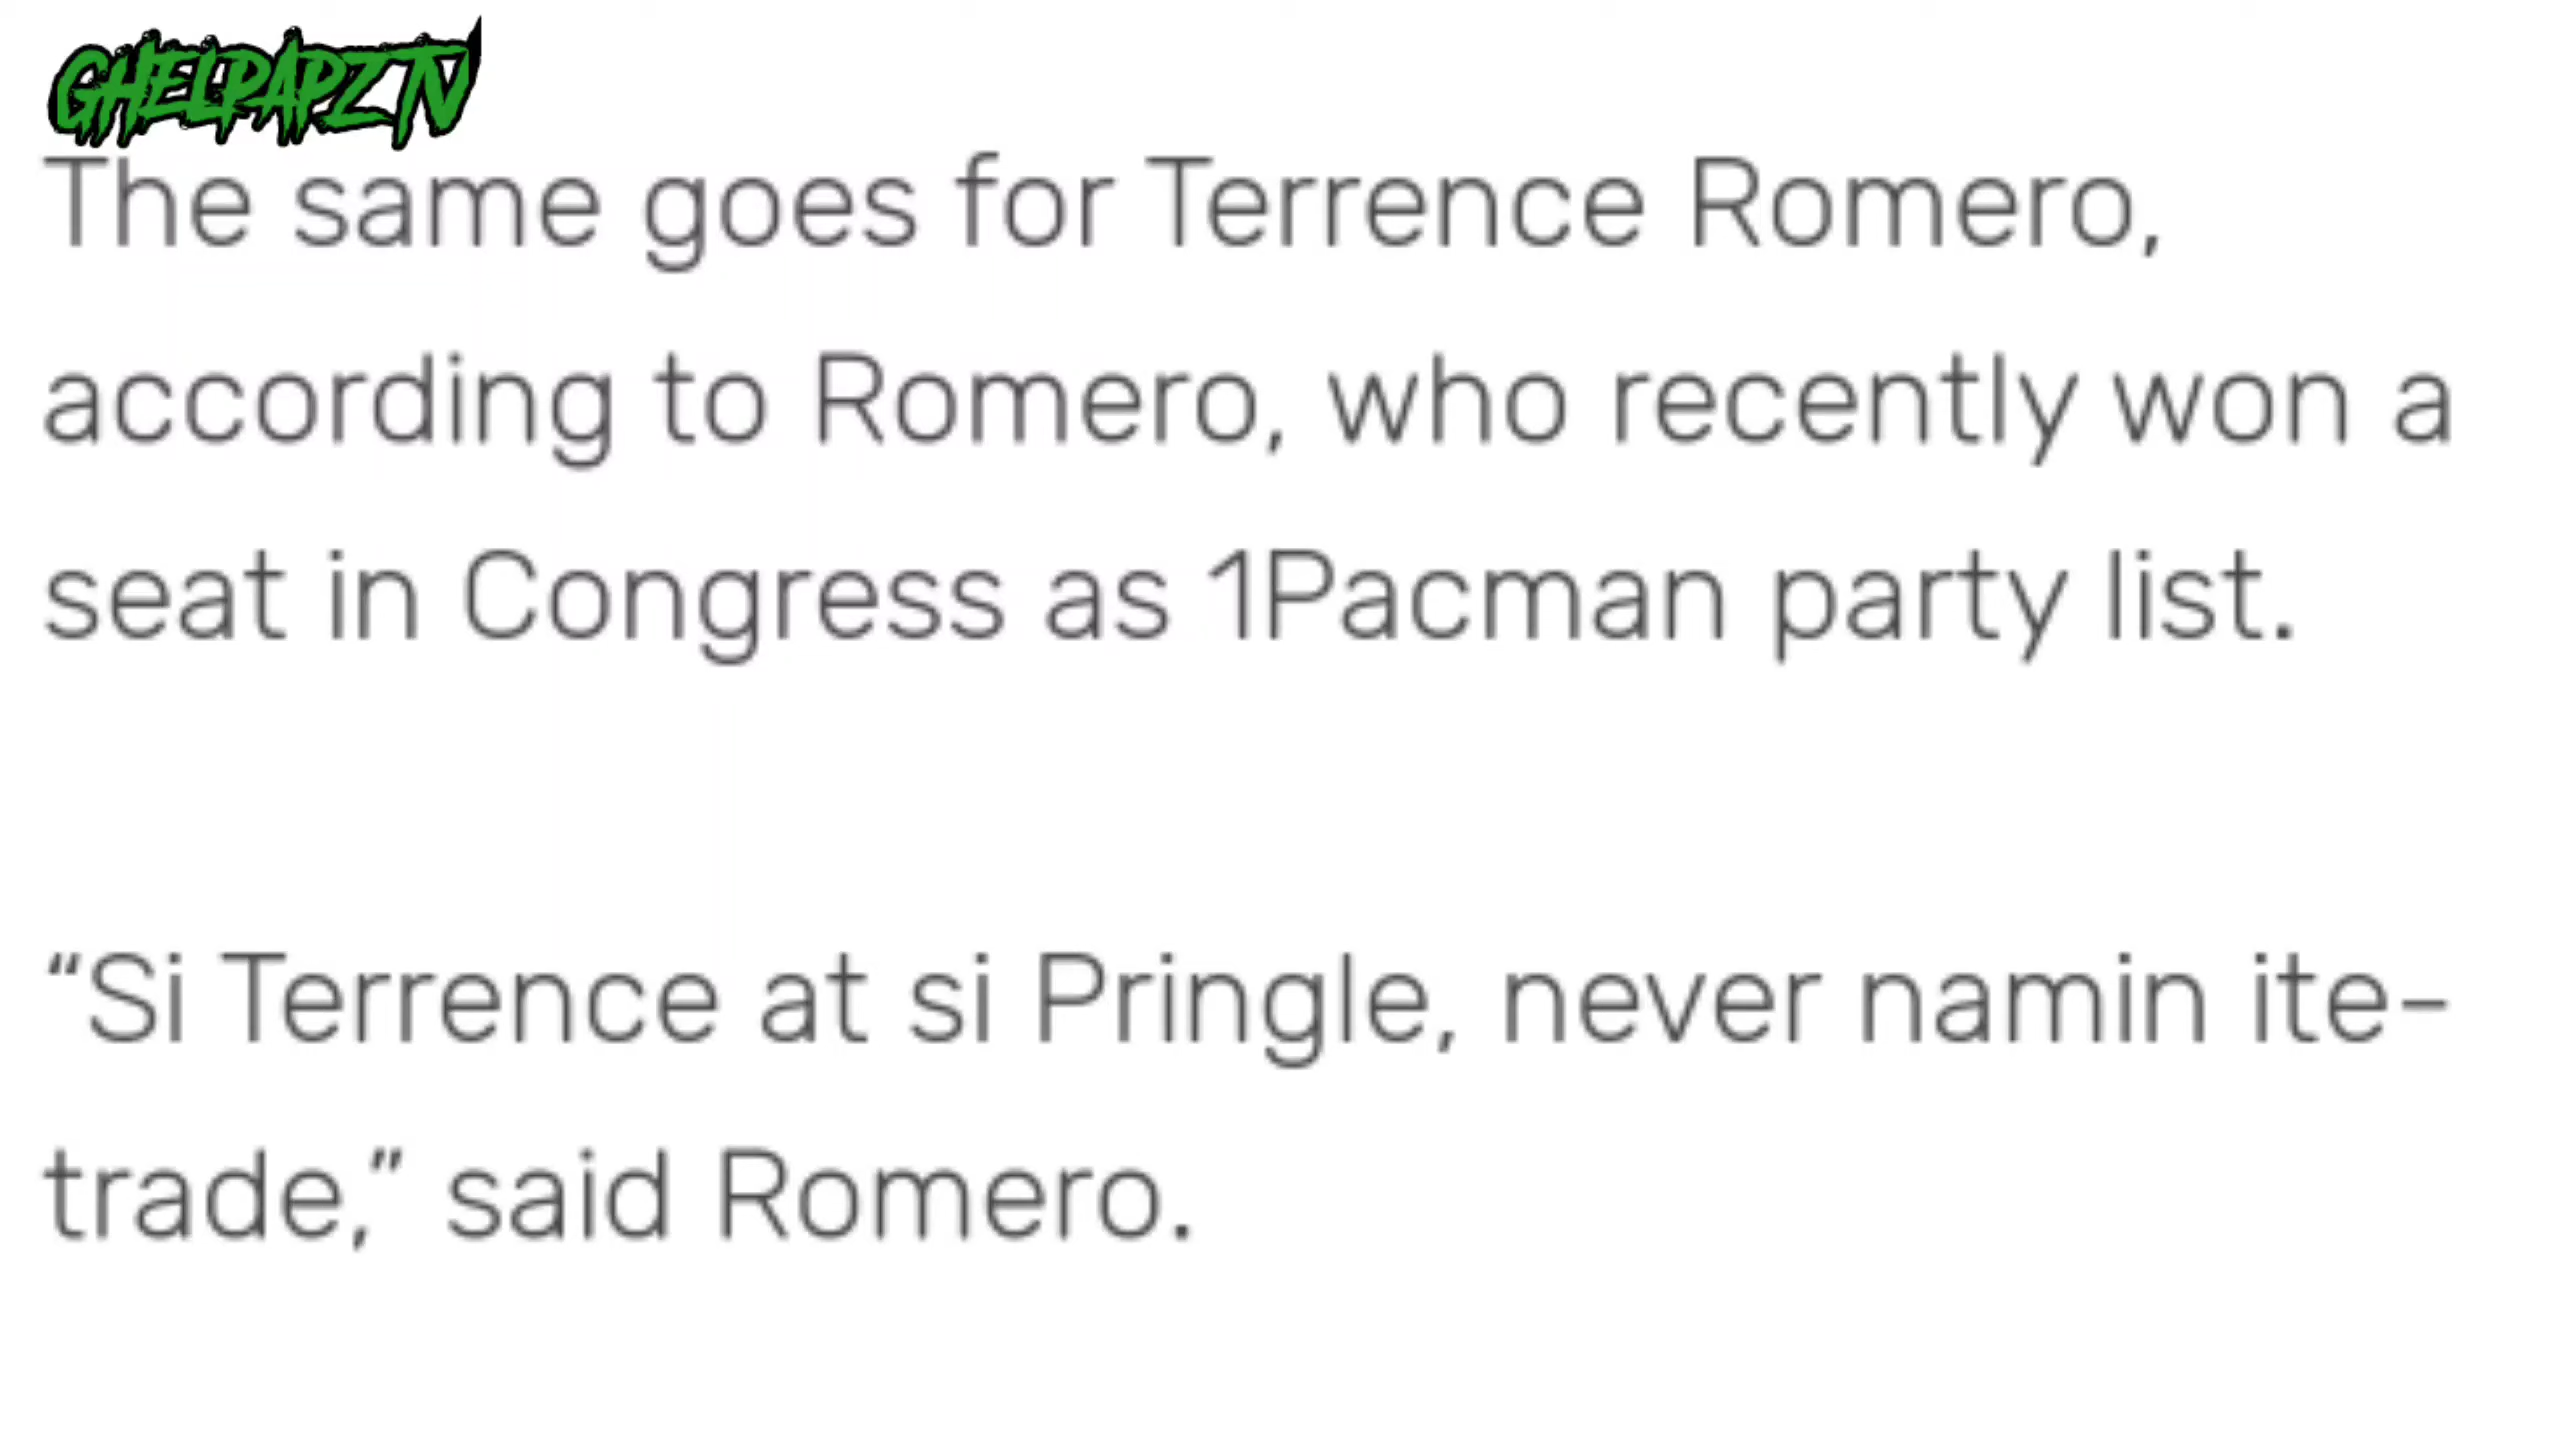 GHELPAPZ TV
The same goes for Terrence Romero,
according to Romero, who recently won a
seat in Congress as 1Pacman party list.
“Si Terrence at si Pringle, never namin ite-
trade,” said Romero.